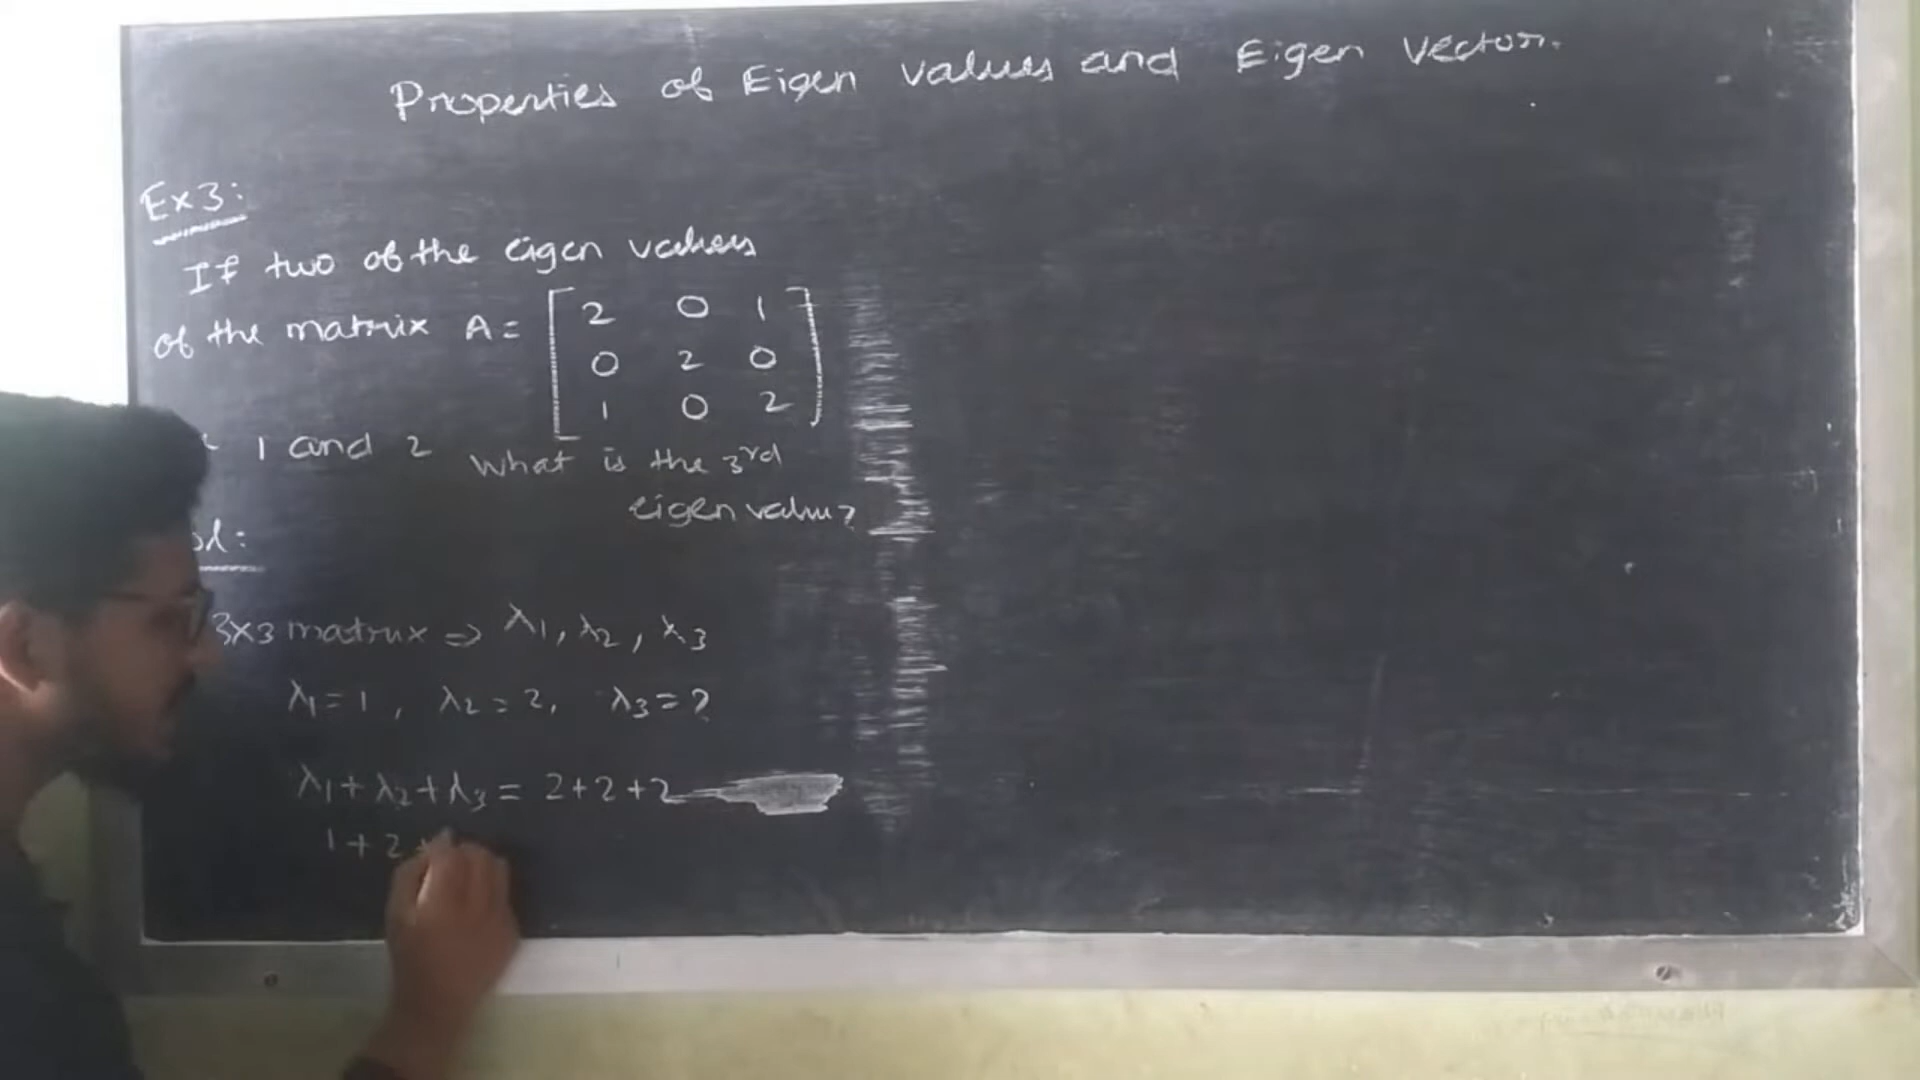 Properties of Eigen values and Eigen vector.
Ex3:
If two of the eigen values
of the matrix A =
2 0 1
0 2 0
1 0 2
1 and 2 What is the 3rd
eigen value?
3x3 matrix ⇒ λ1, λ2, λ3
λ1 = 1, λ2 = 2, λ3 = ?
λ1 + λ2 + λ3 = 2+2+2
1+2+